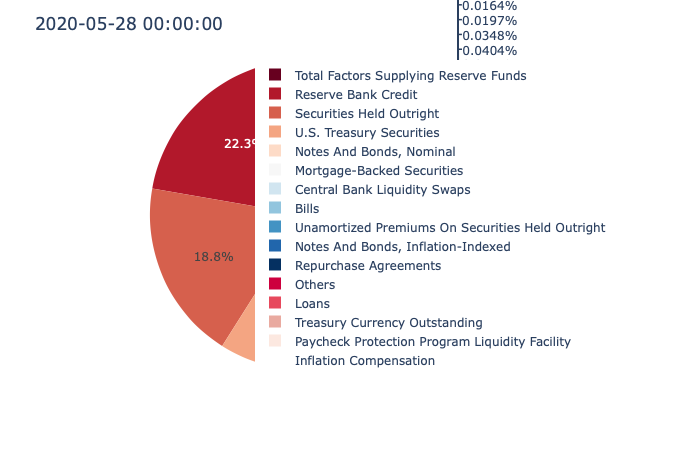 0.0164%
2020-05-28 00:00:00
0.0197%
0.0348%
0.0404%
Total Factors Supplying Reserve Funds
Reserve Bank Credit
Securities Held Outright
U.S. Treasury Securities
22.3%
Notes And Bonds, Nominal
Mortgage-Backed Securities
Central Bank Liquidity Swaps
Bills
Unamortized Premiums On Securities Held Outright
Notes And Bonds, Inflation-Indexed
18.8%
Repurchase Agreements
Others
Loans
Treasury Currency Outstanding
Paycheck Protection Program Liquidity Facility
Inflation Compensation